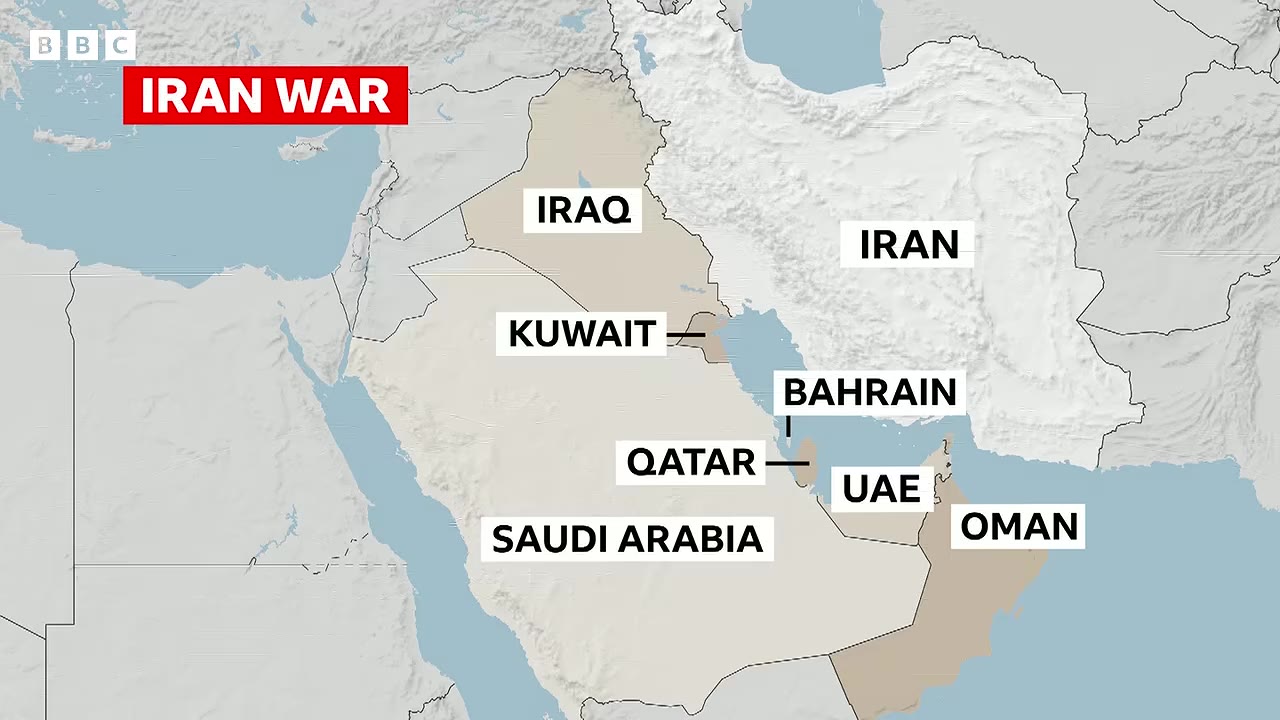 BBC
IRAN WAR
IRAQ
IRAN
KUWAIT
BAHRAIN
QATAR
UAE
OMAN
SAUDI ARABIA